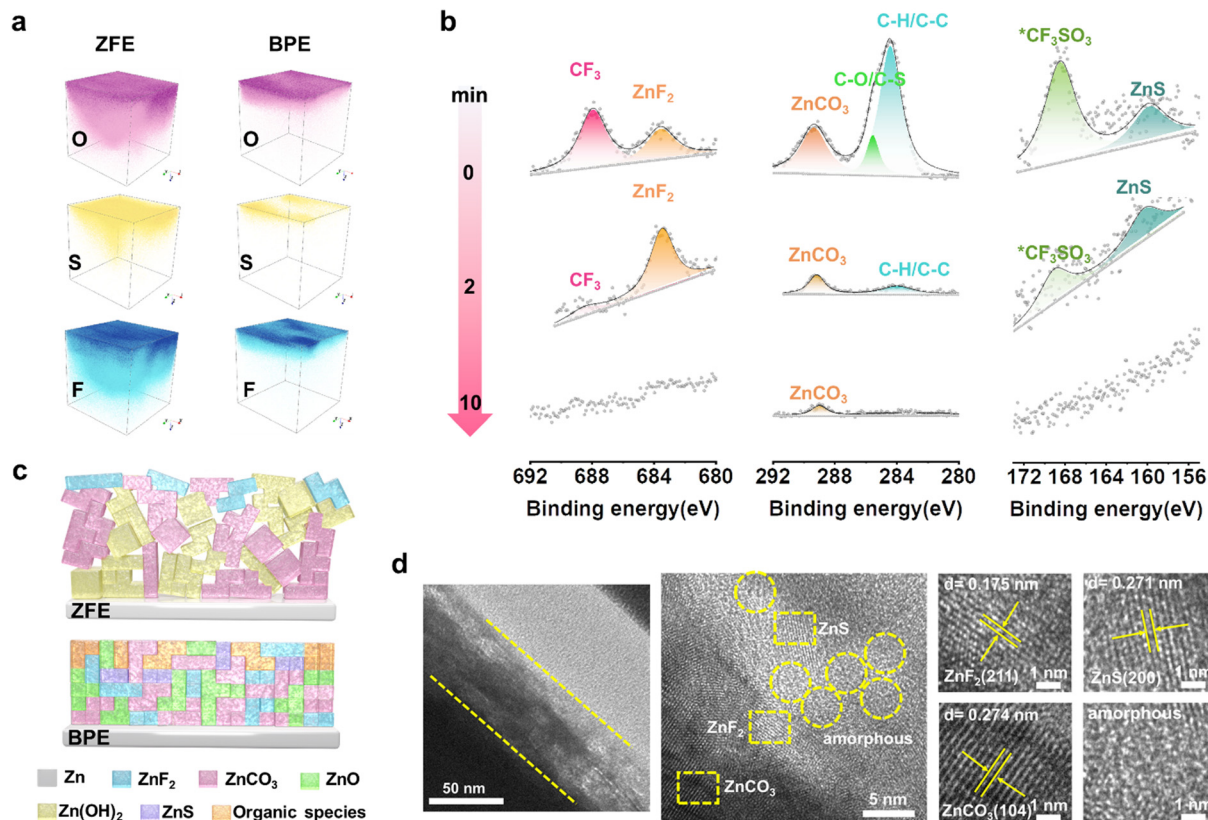 a
ZFE
BPE
O
O
S
S
F
F
b
min
0
2
10
CF₃
ZnF₂
ZnF₂
CF₃
692 688 684 680
Binding energy(eV)
C-H/C-C
C-O/C-S
ZnCO₃
ZnCO₃
C-H/C-C
ZnCO₃
292 288 284 280
Binding energy(eV)
*CF₃SO₃
ZnS
ZnS
*CF₃SO₃
172 168 164 160 156
Binding energy(eV)
c
ZFE
BPE
Zn
ZnF₂
ZnCO₃
ZnO
Zn(OH)₂
ZnS
Organic species
d
50 nm
ZnS
ZnF₂
amorphous
ZnCO₃
5 nm
d= 0.175 nm
ZnF₂(211)
1 nm
d= 0.271 nm
ZnS(200)
1 nm
d= 0.274 nm
ZnCO₃(104)
1 nm
amorphous
1 nm